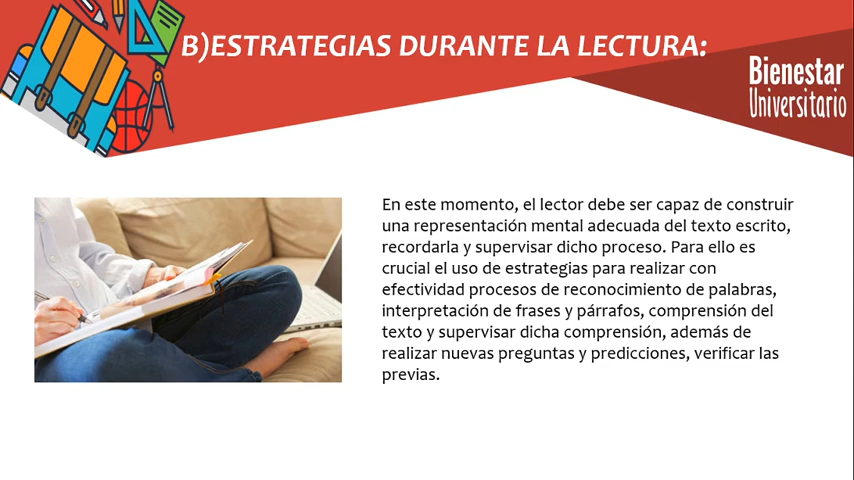 B)ESTRATEGIAS DURANTE LA LECTURA:
Bienestar
Universitario
En este momento, el lector debe ser capaz de construir
una representación mental adecuada del texto escrito,
recordarla y supervisar dicho proceso. Para ello es
crucial el uso de estrategias para realizar con
efectividad procesos de reconocimiento de palabras,
interpretación de frases y párrafos, comprensión del
texto y supervisar dicha comprensión, además de
realizar nuevas preguntas y predicciones, verificar las
previas.